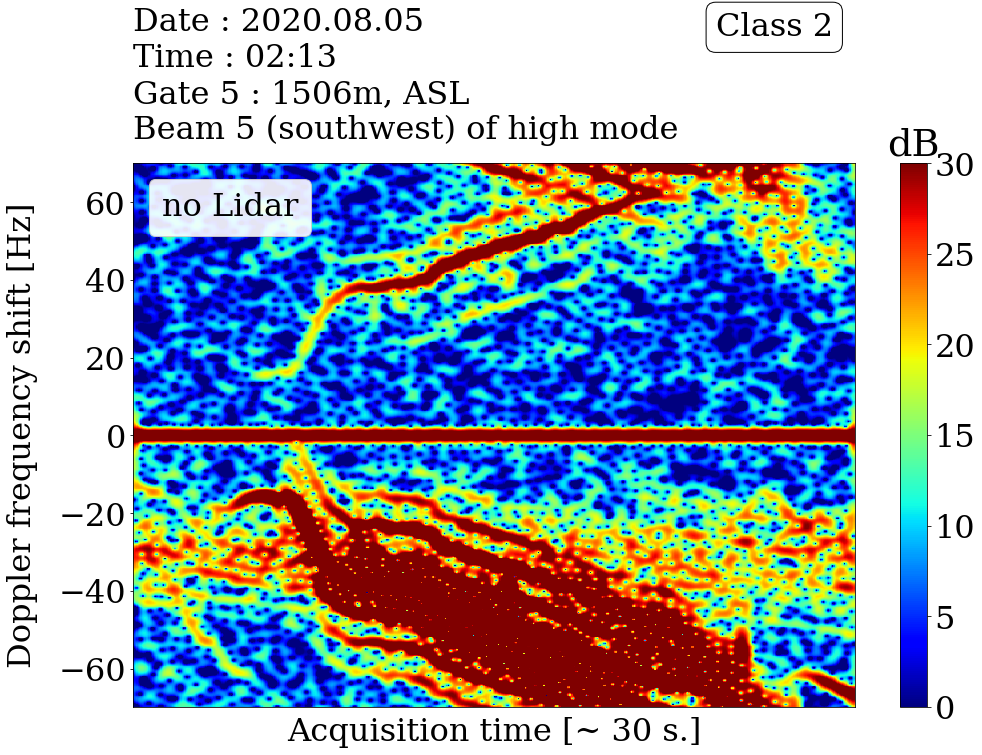 Date : 2020.08.05
Time : 02:13
Gate 5 : 1506m, ASL
Beam 5 (southwest) of high mode
Class 2
dB
no Lidar
Doppler frequency shift [Hz]
60
40
20
0
−20
−40
−60
30
25
20
15
10
5
0
Acquisition time [~ 30 s.]